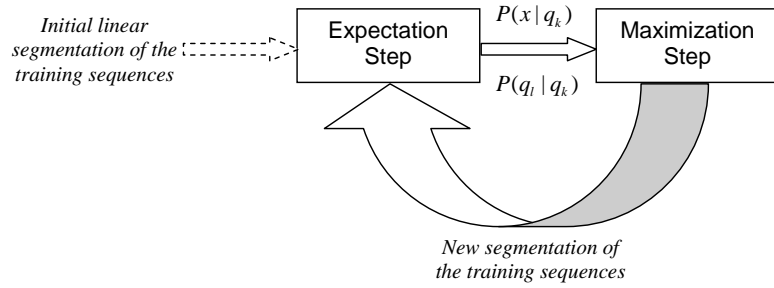 Initial linear
segmentation of the
training sequences
Expectation
Step
P(x | q_k)
P(q_l | q_k)
Maximization
Step
New segmentation of
the training sequences